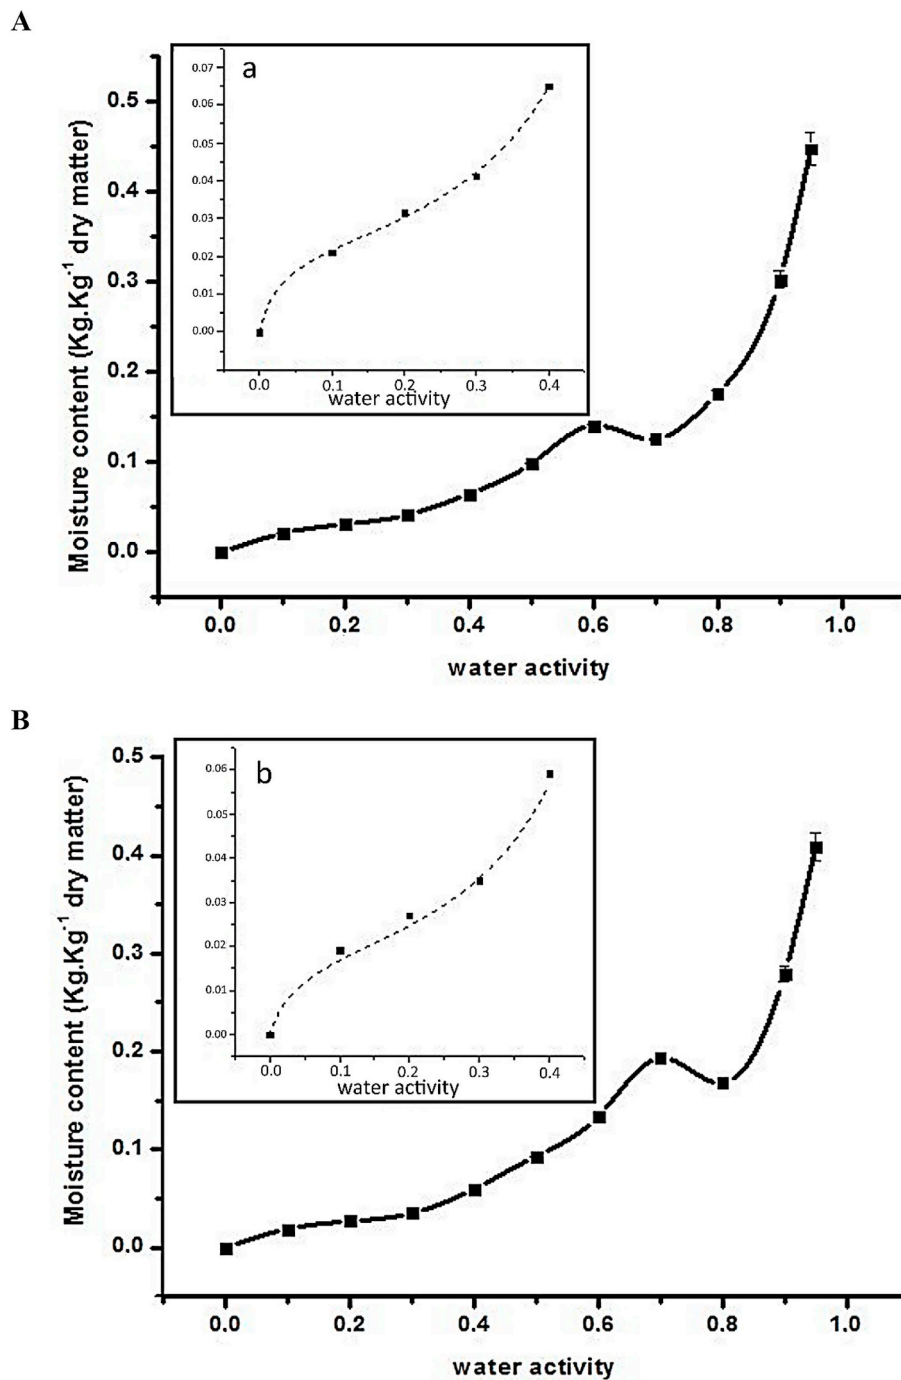 A
a
0.07
0.06
0.05
0.04
0.03
0.02
0.01
0.00
0.0 0.1 0.2 0.3 0.4
water activity
0.5
0.4
0.3
0.2
0.1
0.0
Moisture content (Kg.Kg⁻¹ dry matter)
0.0 0.2 0.4 0.6 0.8 1.0
water activity
B
b
0.06
0.05
0.04
0.03
0.02
0.01
0.00
0.0 0.1 0.2 0.3 0.4
water activity
0.5
0.4
0.3
0.2
0.1
0.0
Moisture content (Kg.Kg⁻¹ dry matter)
0.0 0.2 0.4 0.6 0.8 1.0
water activity